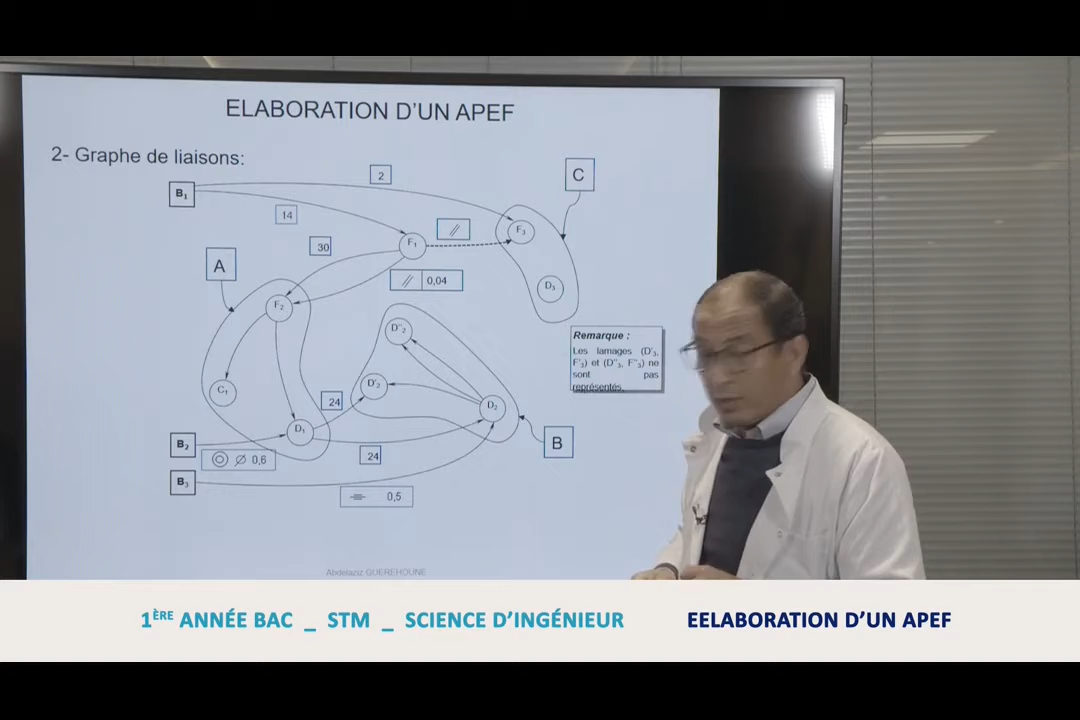 ELABORATION D'UN APEF
2- Graphe de liaisons:
B1
2
C
14
F3
30
F1
//
A
// 0,04
D3
F2
D"2
Remarque :
Les lamages (D'3,
F'3) et (D"3, F"3) ne
sont pas
représentés.
C1
D'2
24
D2
D1
B2
B
◎ ∅ 0,6
24
B3
0,5
Abdelaziz GUEREHOUNE
1ÈRE ANNÉE BAC _ STM _ SCIENCE D'INGÉNIEUR
EELABORATION D'UN APEF